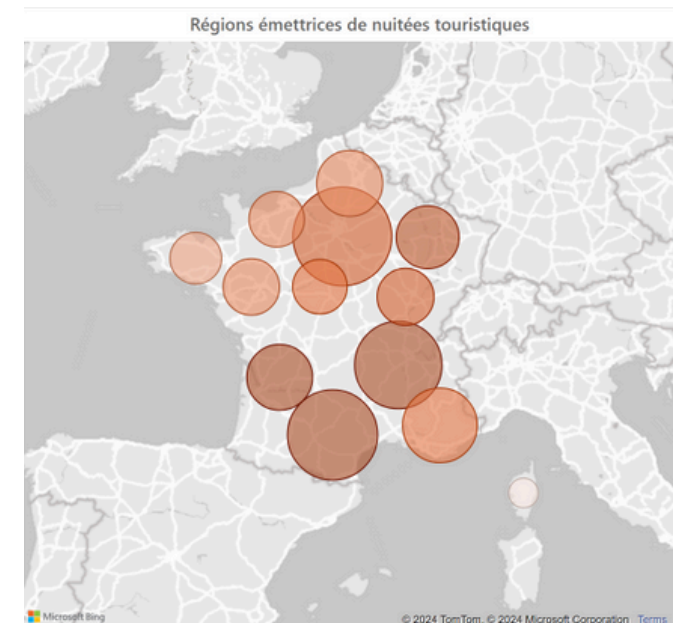 Régions émettrices de nuitées touristiques
Microsoft Bing
© 2024 TomTom, © 2024 Microsoft Corporation Terms